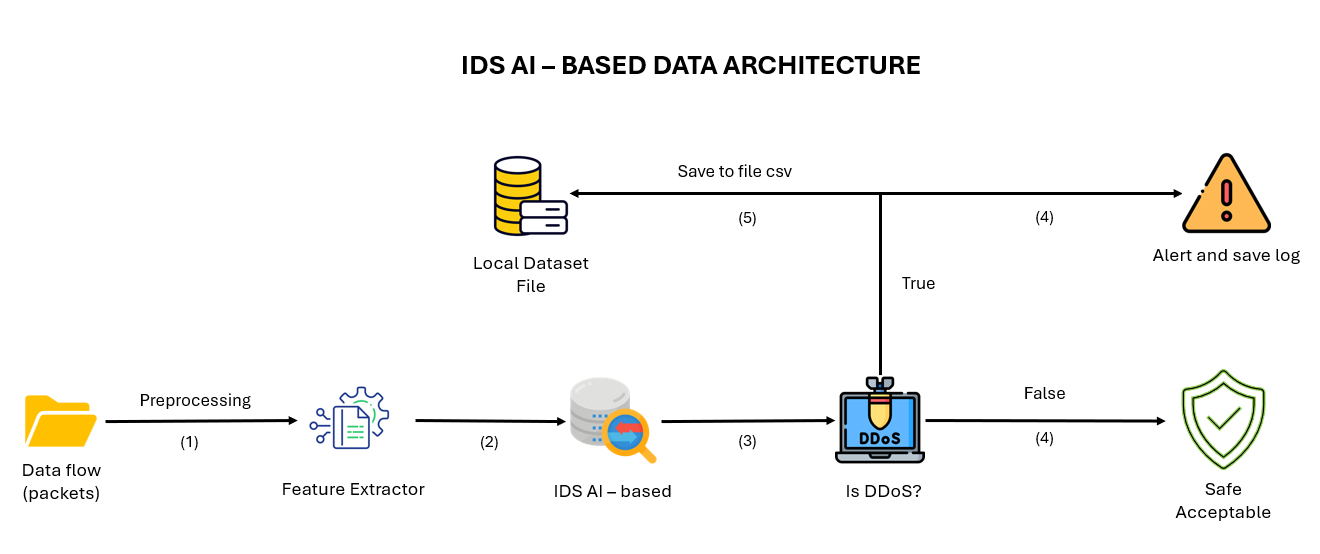 IDS AI – BASED DATA ARCHITECTURE
Save to file csv
(5)
(4)
Local Dataset
File
Alert and save log
True
Preprocessing
(1)
(2)
(3)
False
(4)
DDoS
Data flow
(packets)
Feature Extractor
IDS AI – based
Is DDoS?
Safe
Acceptable